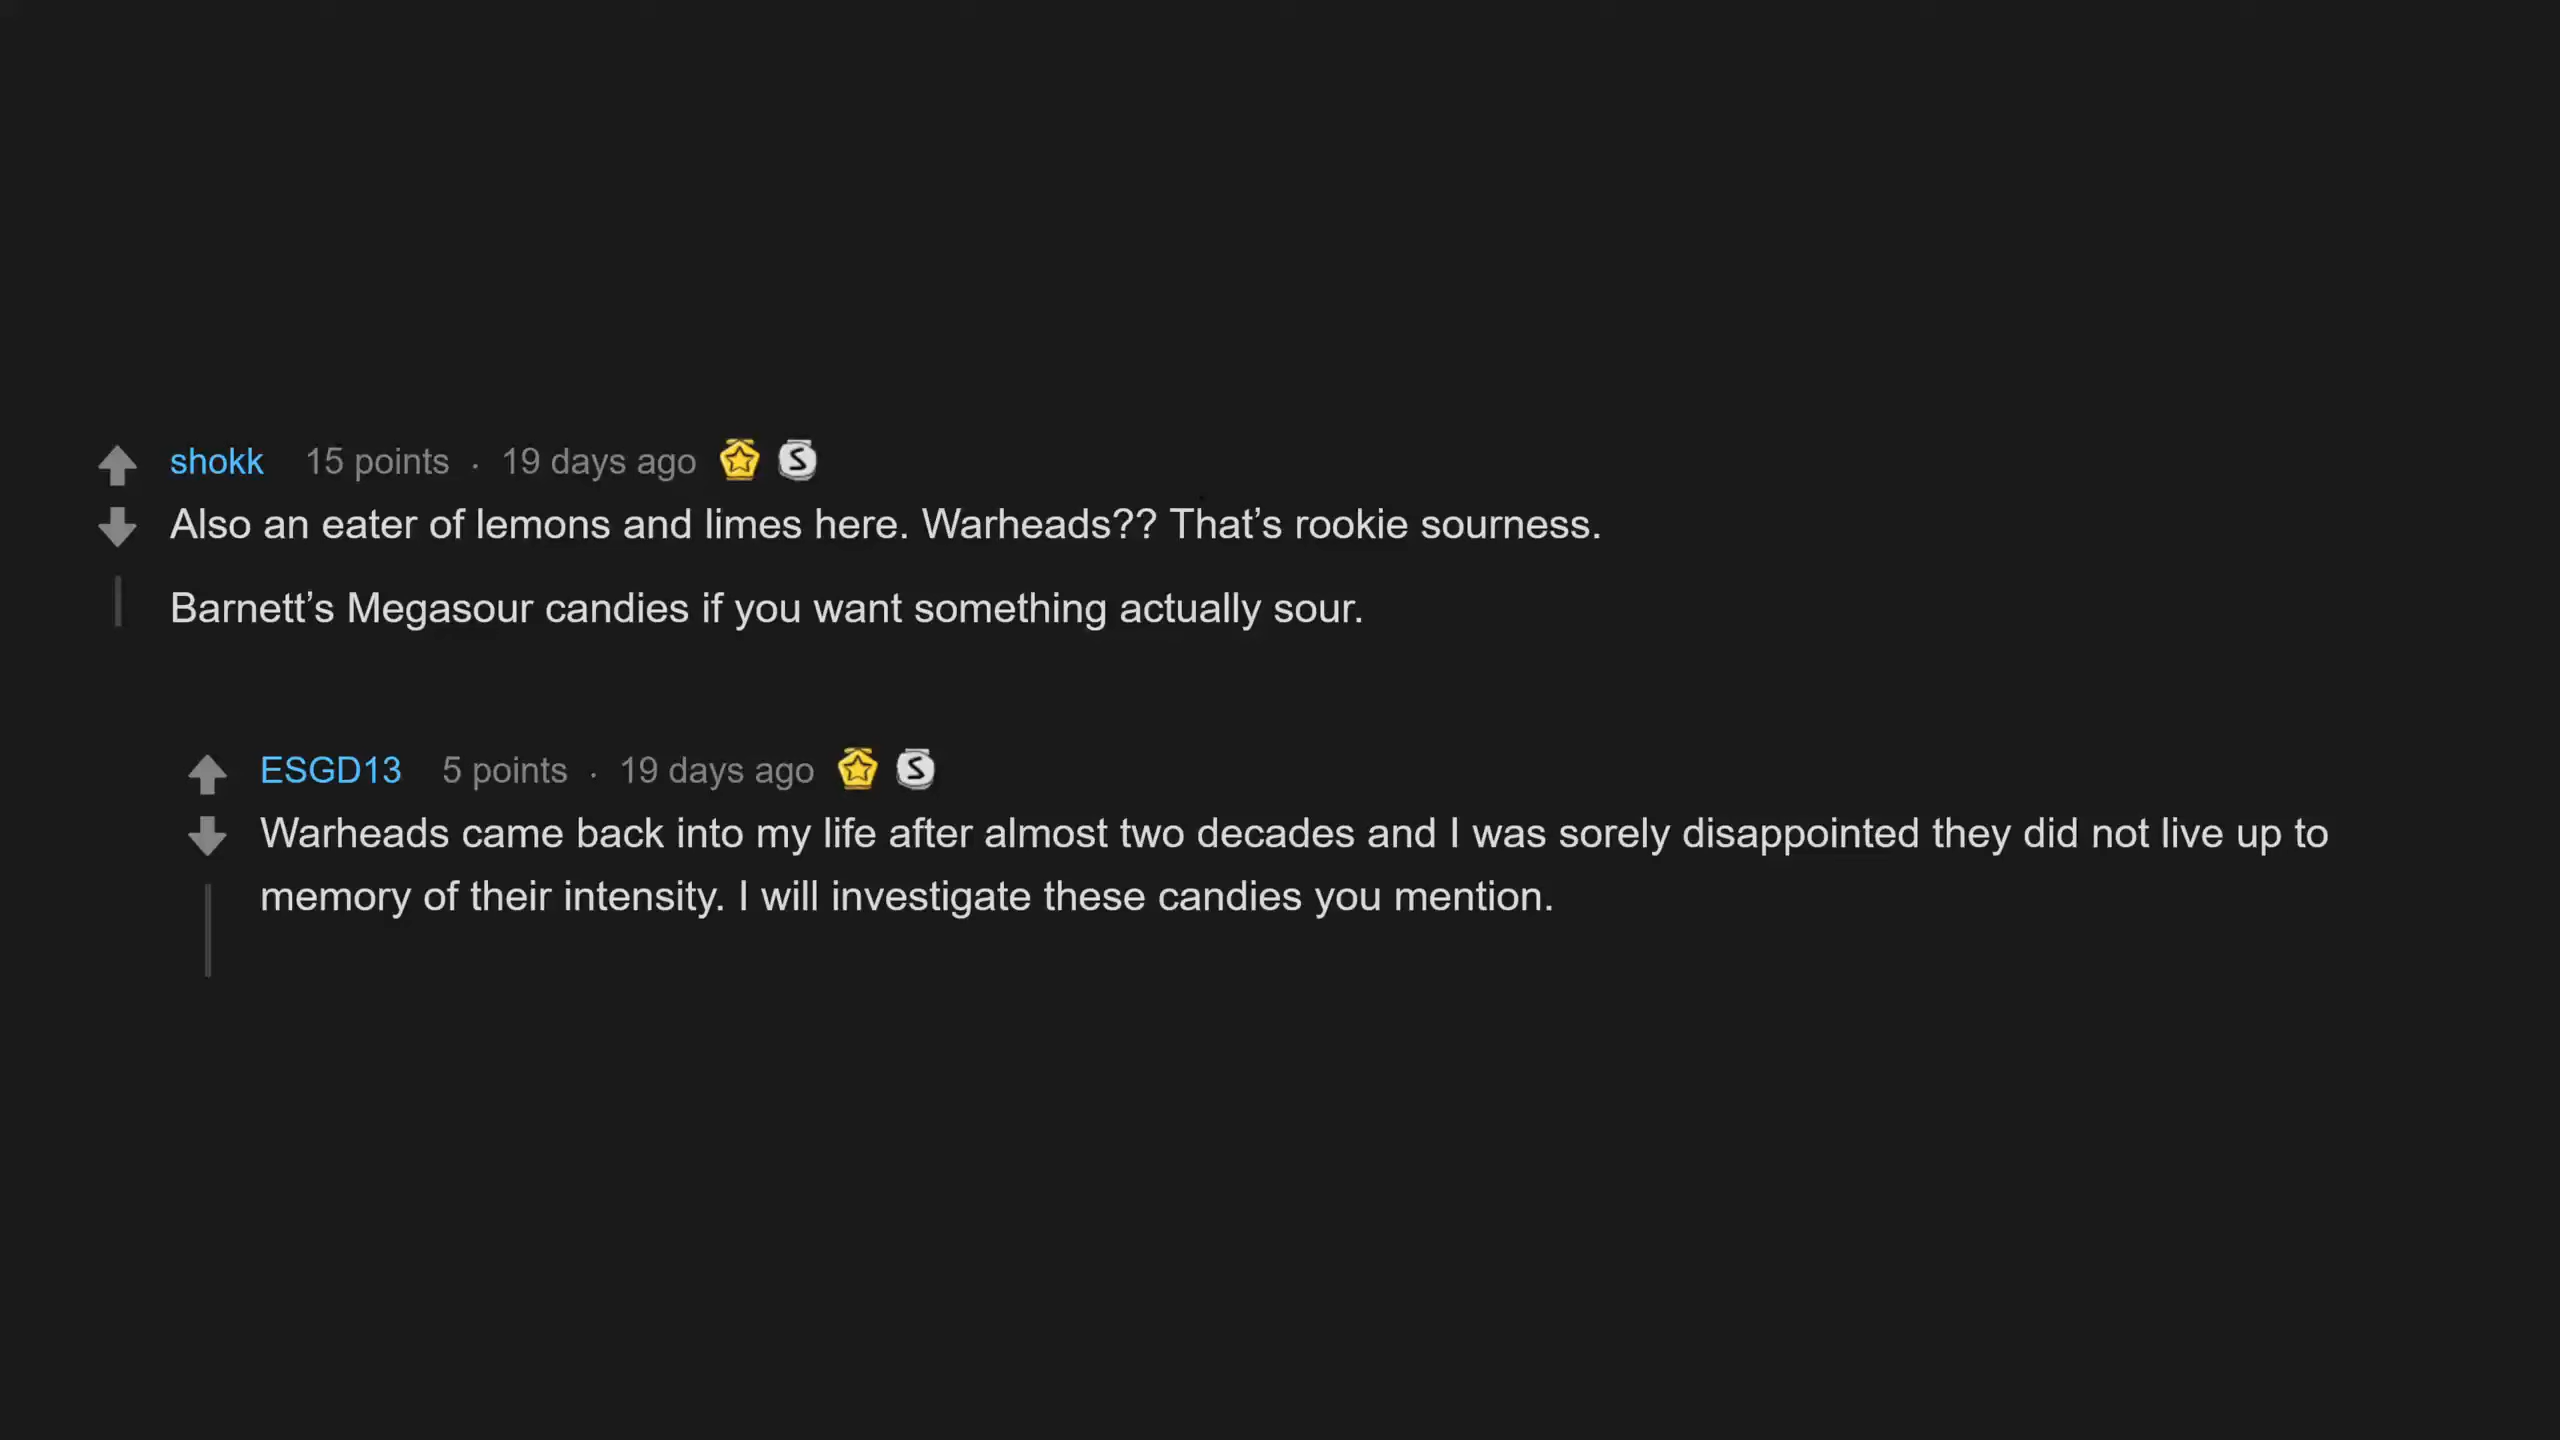 shokk 15 points · 19 days ago S
Also an eater of lemons and limes here. Warheads?? That’s rookie sourness.
Barnett’s Megasour candies if you want something actually sour.
ESGD13 5 points · 19 days ago S
Warheads came back into my life after almost two decades and I was sorely disappointed they did not live up to
memory of their intensity. I will investigate these candies you mention.